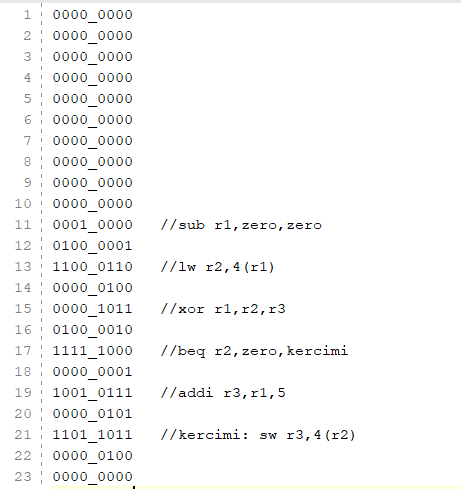 1 0000_0000
2 0000_0000
3 0000_0000
4 0000_0000
5 0000_0000
6 0000_0000
7 0000_0000
8 0000_0000
9 0000_0000
10 0000_0000
11 0001_0000 //sub r1,zero,zero
12 0100_0001
13 1100_0110 //lw r2,4(r1)
14 0000_0100
15 0000_1011 //xor r1,r2,r3
16 0100_0010
17 1111_1000 //beq r2,zero,kercimi
18 0000_0001
19 1001_0111 //addi r3,r1,5
20 0000_0101
21 1101_1011 //kercimi: sw r3,4(r2)
22 0000_0100
23 0000_0000